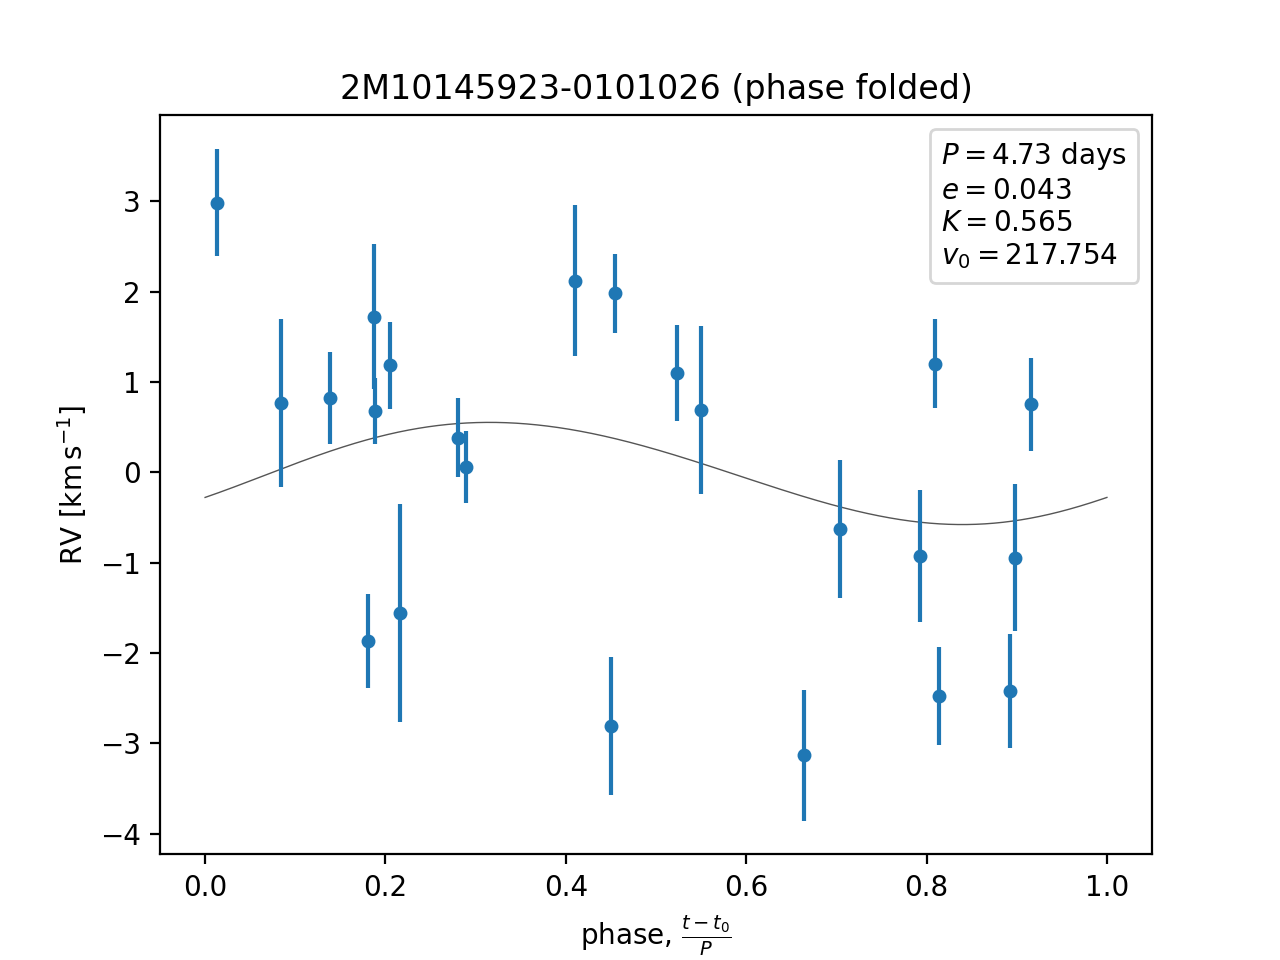 2M10145923-0101026 (phase folded)
P = 4.73 days
e = 0.043
K = 0.565
v₀ = 217.754
RV [km s⁻¹]
3
2
1
0
−1
−2
−3
−4
0.0 0.2 0.4 0.6 0.8 1.0
phase, (t − t₀)/P